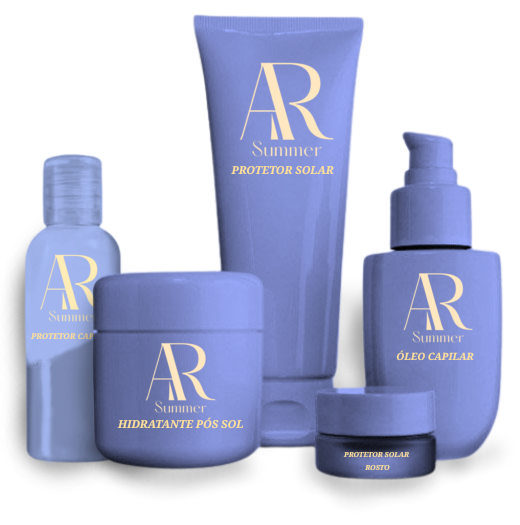 AR
Summer
PROTETOR SOLAR
AR
Summer
PROTETOR CAP
AR
Summer
HIDRATANTE PÓS SOL
AR
Summer
ÓLEO CAPILAR
PROTETOR SOLAR
ROSTO